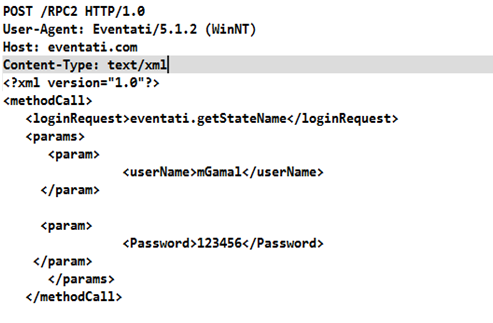 POST /RPC2 HTTP/1.0
User-Agent: Eventati/5.1.2 (WinNT)
Host: eventati.com
Content-Type: text/xml
<?xml version="1.0"?>
<methodCall>
<loginRequest>eventati.getStateName</loginRequest>
<params>
<param>
<userName>mGamal</userName>
</param>
<param>
<Password>123456</Password>
</param>
</params>
</methodCall>